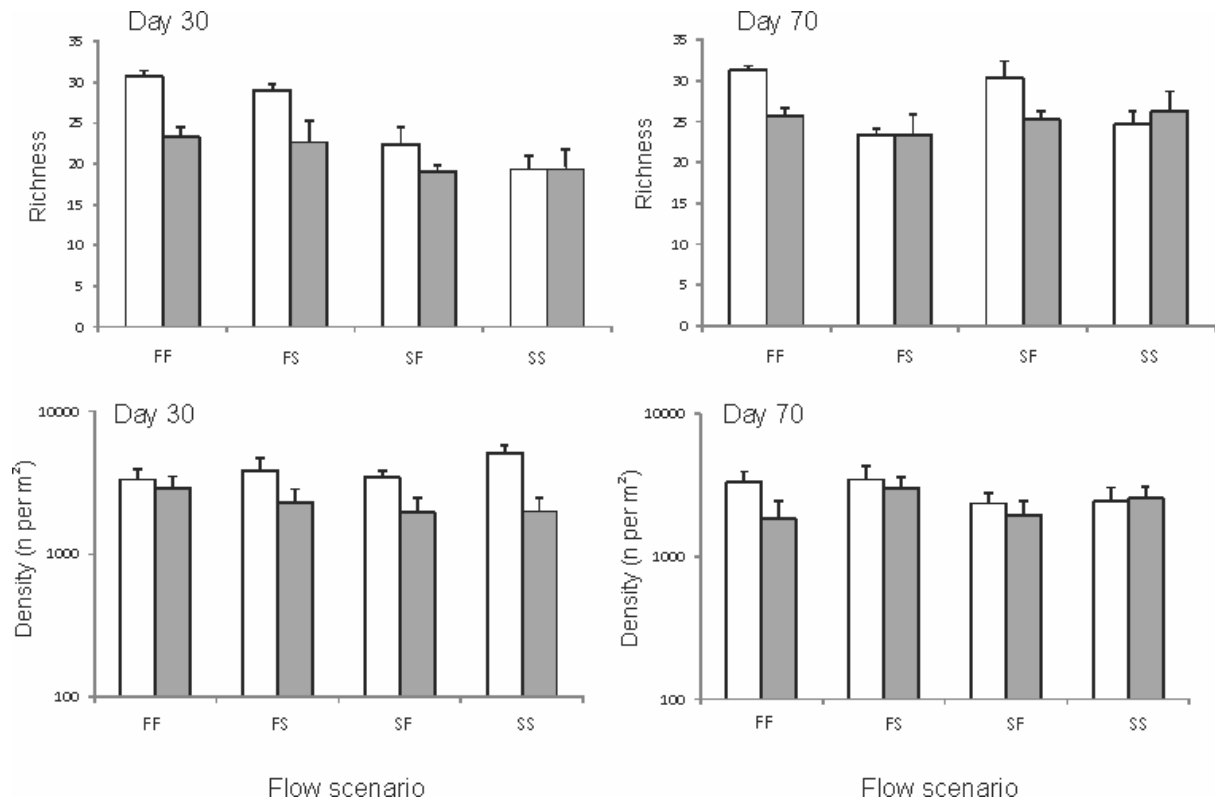 Day 30
35
30
25
20
15
10
5
0
Richness
FF FS SF SS
Day 70
35
30
25
20
15
10
5
0
Richness
FF FS SF SS
Day 30
10000
1000
100
Density (n per m²)
FF FS SF SS
Flow scenario
Day 70
10000
1000
100
Density (n per m²)
FF FS SF SS
Flow scenario